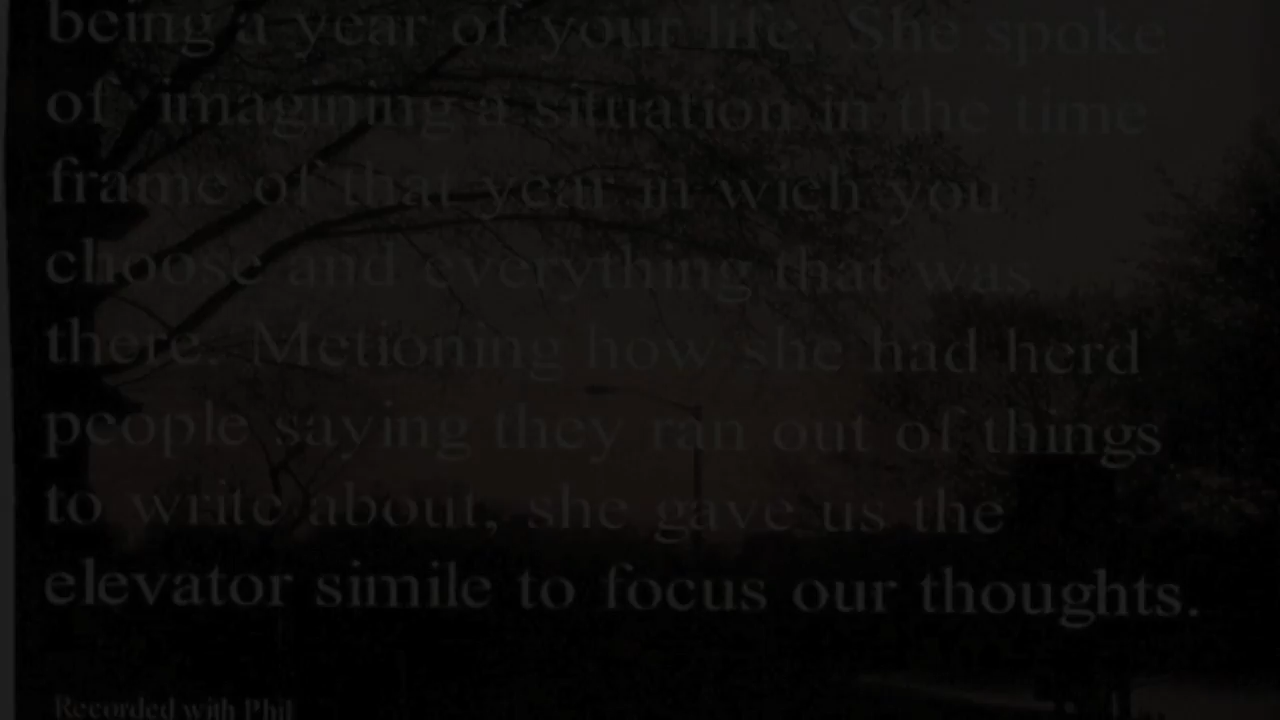 being a year of your life. She spoke
of  imagining a situation in the time
frame of that year in wich you
choose and everything that was
there. Metioning how she had herd
people saying they ran out of things
to write about, she gave us the
elevator simile to focus our thoughts.
Recorded with Phil